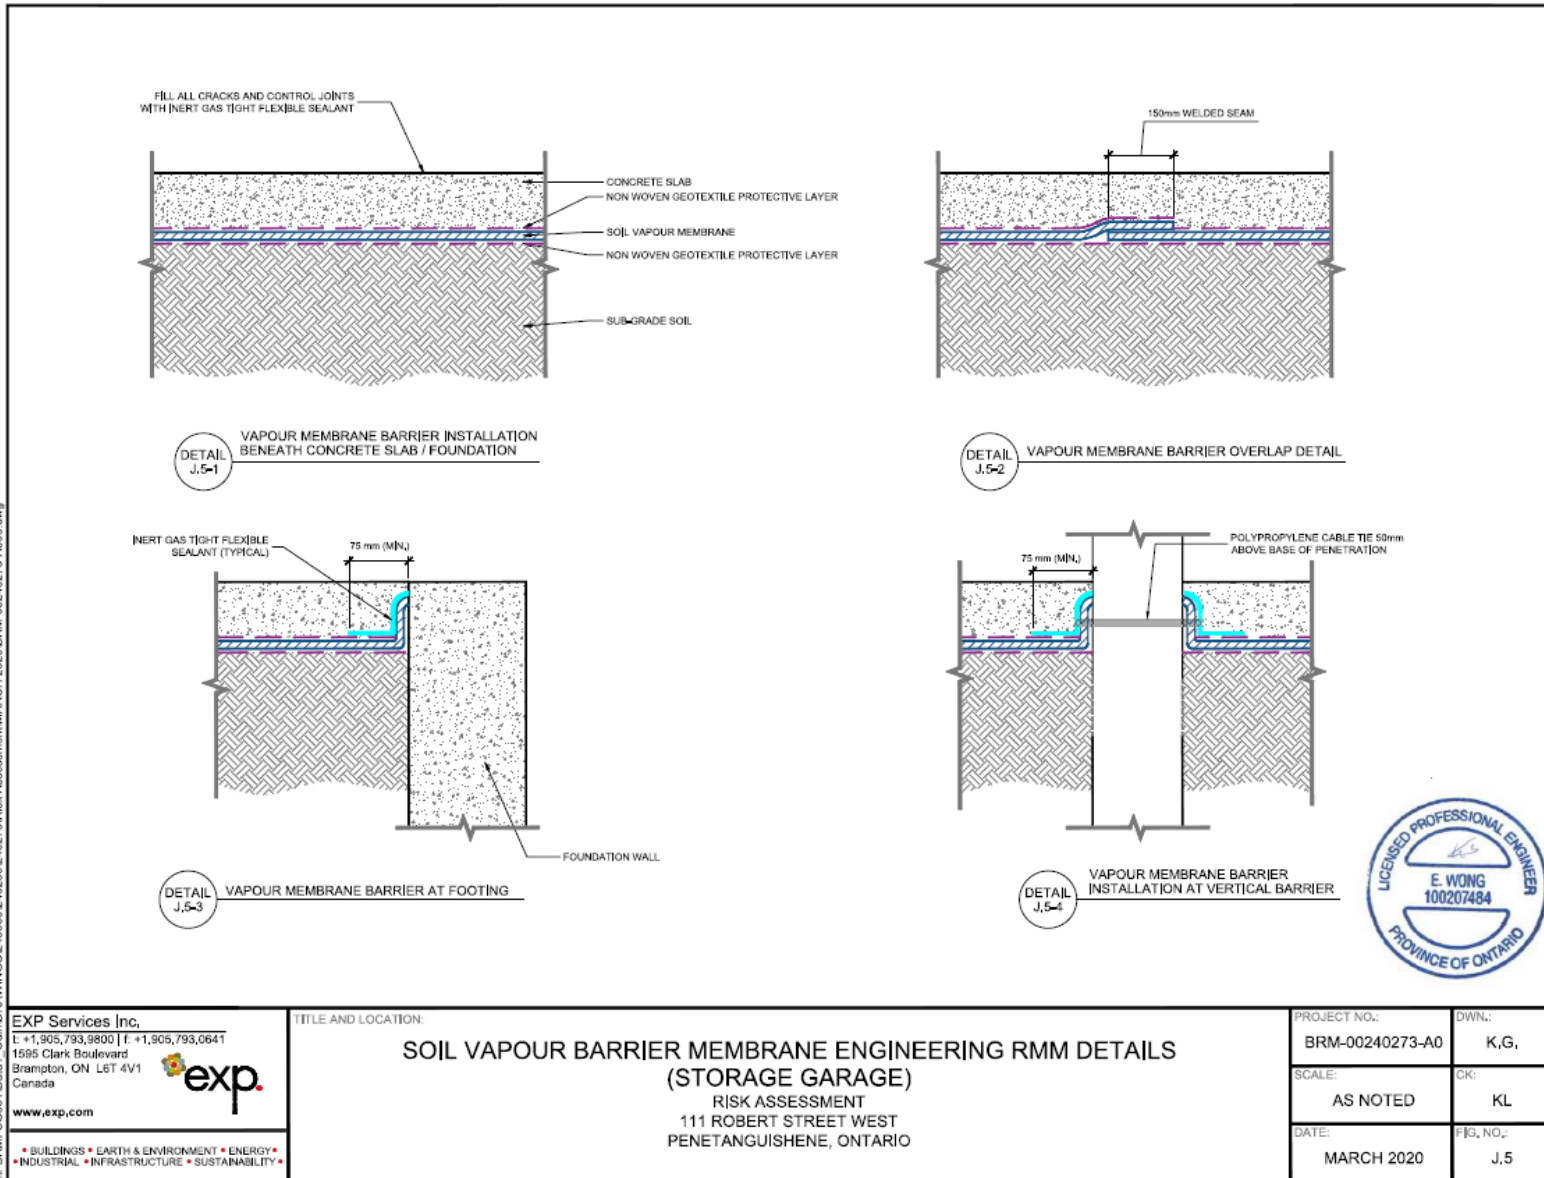 FILL ALL CRACKS AND CONTROL JOINTS
WITH INERT GAS TIGHT FLEXIBLE SEALANT
CONCRETE SLAB
NON WOVEN GEOTEXTILE PROTECTIVE LAYER
SOIL VAPOUR MEMBRANE
NON WOVEN GEOTEXTILE PROTECTIVE LAYER
SUB-GRADE SOIL
DETAIL
J.5-1
VAPOUR MEMBRANE BARRIER INSTALLATION
BENEATH CONCRETE SLAB / FOUNDATION
150mm WELDED SEAM
DETAIL
J.5-2
VAPOUR MEMBRANE BARRIER OVERLAP DETAIL
INERT GAS TIGHT FLEXIBLE
SEALANT (TYPICAL)
75 mm (MIN.)
FOUNDATION WALL
DETAIL
J.5-3
VAPOUR MEMBRANE BARRIER AT FOOTING
75 mm (MIN.)
POLYPROPYLENE CABLE TIE 50mm
ABOVE BASE OF PENETRATION
DETAIL
J.5-4
VAPOUR MEMBRANE BARRIER
INSTALLATION AT VERTICAL BARRIER
LICENSED PROFESSIONAL ENGINEER
E. WONG
100207484
PROVINCE OF ONTARIO
EXP Services Inc.
t: +1.905.793.9800 | f: +1.905.793.0641
1595 Clark Boulevard
Brampton, ON L6T 4V1
Canada
www.exp.com
exp.
• BUILDINGS • EARTH & ENVIRONMENT • ENERGY •
• INDUSTRIAL • INFRASTRUCTURE • SUSTAINABILITY •
TITLE AND LOCATION:
SOIL VAPOUR BARRIER MEMBRANE ENGINEERING RMM DETAILS
(STORAGE GARAGE)
RISK ASSESSMENT
111 ROBERT STREET WEST
PENETANGUISHENE, ONTARIO
PROJECT NO.:
BRM-00240273-A0
DWN.:
K.G.
SCALE:
AS NOTED
CK:
KL
DATE:
MARCH 2020
FIG. NO.:
J.5